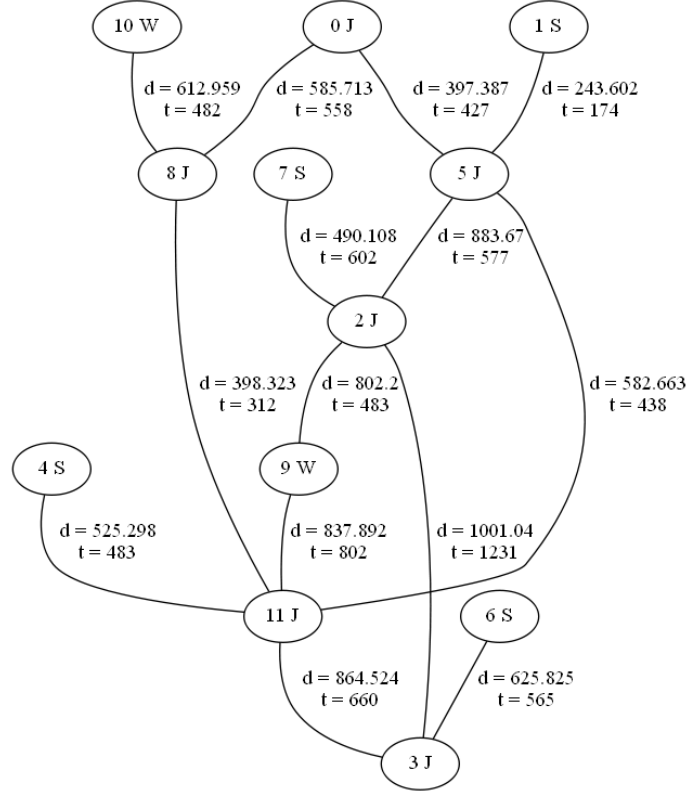 10 W
0 J
1 S
d = 612.959
t = 482
d = 585.713
t = 558
d = 397.387
t = 427
d = 243.602
t = 174
8 J
7 S
5 J
d = 490.108
t = 602
d = 883.67
t = 577
2 J
d = 398.323
t = 312
d = 802.2
t = 483
d = 582.663
t = 438
4 S
9 W
d = 525.298
t = 483
d = 837.892
t = 802
d = 1001.04
t = 1231
11 J
6 S
d = 864.524
t = 660
d = 625.825
t = 565
3 J